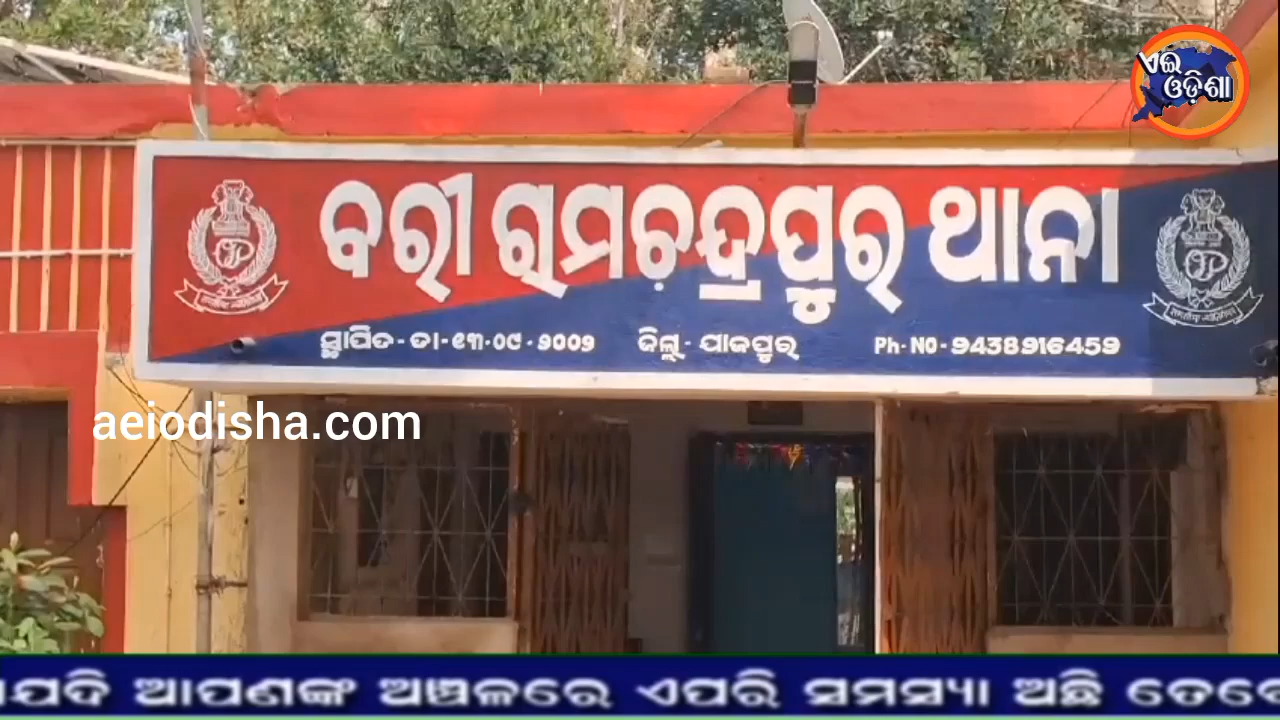 ଏଇ
ଓଡ଼ିଶା
ବରୀ ରାମଚନ୍ଦ୍ରପୁର ଥାନା
ସ୍ଥାପିତ-ତା-୧୩-୦୯-୨୦୦୨ ଜିଲ୍ଲା-ଯାଜପୁର Ph-NO-9438916459
aeiodisha.com
ଯଦି ଆପଣଙ୍କ ଅଞ୍ଚଳରେ ଏପରି ସମସ୍ୟା ଅଛି